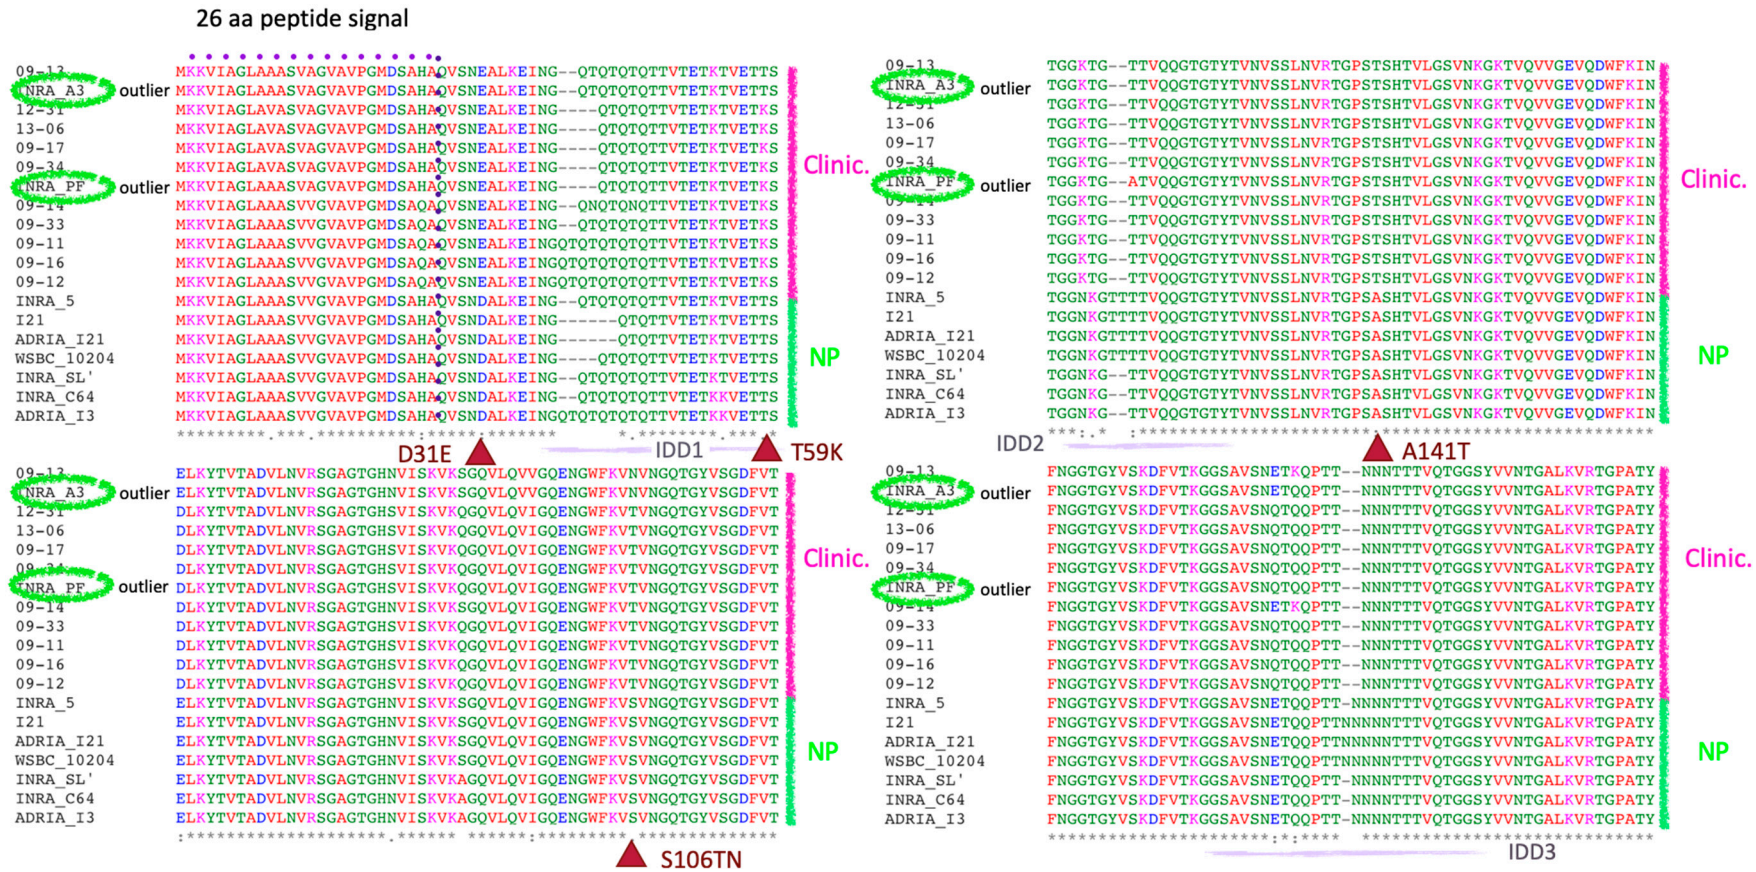 26 aa peptide signal
09-13 MKKVIAGLAAASVAGVAVPGMDSAHAQVSNEALKEING--QTQTQTQTTVTETKTVETTS
INRA_A3 outlier MKKVIAGLAAASVAGVAVPGMDSAHAQVSNEALKEING--QTQTQTQTTVTETKTVETTS
12-31 MKKVIAGLAAASVAGVAVPGMDSAHAQVSNEALKEING----QTQTQTTVTETKTVETKS
13-06 MKKVIAGLAVASVAGVAVPGMDSAHAQVSNEALKEING----QTQTQTTVTETKTVETKS
09-17 MKKVIAGLAVASVAGVAVPGMDSAHAQVSNEALKEING----QTQTQTTVTETKTVETKS
09-34 MKKVIAGLAVASVAGVAVPGMDSAHAQVSNEALKEING----QTQTQTTVTETKTVETKS
INRA_PF outlier MKKVIAGLAVASVAGVAVPGMDSAHAQVSNEALKEING----QTQTQTTVTETKTVETKS
09-14 MKKVIAGLAAASVVGVAVPGMDSAQAQVSNEALKEING--QNQTQNQTTVTETKTVETKS
09-33 MKKVIAGLAAASVVGVAVPGMDSAQAQVSNEALKEING----QTQTQTTVTETKTVETKS
09-11 MKKVIAGLAAASVVGVAVPGMDSAQAQVSNEALKEINGQTQTQTQTQTTVTETKTVETKS
09-16 MKKVIAGLAAASVVGVAVPGMDSAQAQVSNEALKEINGQTQTQTQTQTTVTETKTVETKS
09-12 MKKVIAGLAAASVVGVAVPGMDSAQAQVSNEALKEINGQTQTQTQTQTTVTETKTVETKS
INRA_5 MKKVIAGLAAASVVGVAVPGMDSAHAQVSNDALKEING--QTQTQTQTTVTETKTVETTS
I21 MKKVIAGLAAASVVGVAVPGMDSAHAQVSNDALKEING------QTQTTVTETKTVETTS
ADRIA_I21 MKKVIAGLAAASVVGVAVPGMDSAHAQVSNDALKEING------QTQTTVTETKTVETTS
WSBC_10204 MKKVIAGLAAASVVGVAVPGMDSAHAQVSNDALKEING----QTQTQTTVTETKTVETTS
INRA_SL' MKKVIAGLAAASVVGVAVPGMDSAHAQVSNDALKEING--QTQTQTQTTVTETKTVETTS
INRA_C64 MKKVIAGLAAASVVGVAVPGMDSAHAQVSNDALKEING--QTQTQTQTTVTETKKVETTS
ADRIA_I3 MKKVIAGLAAASVVGVAVPGMDSAHAQVSNDALKEINGQTQTQTQTQTTVTETKKVETTS
Clinic.
NP
D31E IDD1 T59K
09-13 TGGKTG--TTVQQGTGTYTVNVSSLNVRTGPSTSHTVLGSVNKGKTVQVVGEVQDWFKIN
INRA_A3 outlier TGGKTG--TTVQQGTGTYTVNVSSLNVRTGPSTSHTVLGSVNKGKTVQVVGEVQDWFKIN
12-31 TGGKTG--TTVQQGTGTYTVNVSSLNVRTGPSTSHTVLGSVNKGKTVQVVGEVQDWFKIN
13-06 TGGKTG--TTVQQGTGTYTVNVSSLNVRTGPSTSHTVLGSVNKGKTVQVVGEVQDWFKIN
09-17 TGGKTG--TTVQQGTGTYTVNVSSLNVRTGPSTSHTVLGSVNKGKTVQVVGEVQDWFKIN
09-34 TGGKTG--TTVQQGTGTYTVNVSSLNVRTGPSTSHTVLGSVNKGKTVQVVGEVQDWFKIN
INRA_PF outlier TGGKTG--ATVQQGTGTYTVNVSSLNVRTGPSTSHTVLGSVNKGKTVQVVGEVQDWFKIN
09-14 TGGKTG--TTVQQGTGTYTVNVSSLNVRTGPSTSHTVLGSVNKGKTVQVVGEVQDWFKIN
09-33 TGGKTG--TTVQQGTGTYTVNVSSLNVRTGPSTSHTVLGSVNKGKTVQVVGEVQDWFKIN
09-11 TGGKTG--TTVQQGTGTYTVNVSSLNVRTGPSTSHTVLGSVNKGKTVQVVGEVQDWFKIN
09-16 TGGKTG--TTVQQGTGTYTVNVSSLNVRTGPSTSHTVLGSVNKGKTVQVVGEVQDWFKIN
09-12 TGGKTG--TTVQQGTGTYTVNVSSLNVRTGPSTSHTVLGSVNKGKTVQVVGEVQDWFKIN
INRA_5 TGGNKGTTTTVQQGTGTYTVNVSSLNVRTGPSASHTVLGSVNKGKTVQVVGEVQDWFKIN
I21 TGGNKGTTTTVQQGTGTYTVNVSSLNVRTGPSASHTVLGSVNKGKTVQVVGEVQDWFKIN
ADRIA_I21 TGGNKGTTTTVQQGTGTYTVNVSSLNVRTGPSASHTVLGSVNKGKTVQVVGEVQDWFKIN
WSBC_10204 TGGNKGTTTTVQQGTGTYTVNVSSLNVRTGPSASHTVLGSVNKGKTVQVVGEVQDWFKIN
INRA_SL' TGGNKG--TTVQQGTGTYTVNVSSLNVRTGPSASHTVLGSVNKGKTVQVVGEVQDWFKIN
INRA_C64 TGGNKG--TTVQQGTGTYTVNVSSLNVRTGPSASHTVLGSVNKGKTVQVVGEVQDWFKIN
ADRIA_I3 TGGNKG--TTVQQGTGTYTVNVSSLNVRTGPSASHTVLGSVNKGKTVQVVGEVQDWFKIN
Clinic.
NP
IDD2 A141T
09-13 ELKYTVTADVLNVRSGAGTGHNVISKVKSGQVLQVVGQENGWFKVNVNGQTGYVSGDFVT
INRA_A3 outlier ELKYTVTADVLNVRSGAGTGHNVISKVKSGQVLQVVGQENGWFKVNVNGQTGYVSGDFVT
12-31 DLKYTVTADVLNVRSGAGTGHSVISKVKQGQVLQVIGQENGWFKVTVNGQTGYVSGDFVT
13-06 DLKYTVTADVLNVRSGAGTGHSVISKVKQGQVLQVIGQENGWFKVTVNGQTGYVSGDFVT
09-17 DLKYTVTADVLNVRSGAGTGHSVISKVKQGQVLQVIGQENGWFKVTVNGQTGYVSGDFVT
09-34 DLKYTVTADVLNVRSGAGTGHSVISKVKQGQVLQVIGQENGWFKVTVNGQTGYVSGDFVT
INRA_PF outlier DLKYTVTADVLNVRSGAGTGHSVISKVKQGQVLQVIGQENGWFKVTVNGQTGYVSGDFVT
09-14 DLKYTVTADVLNVRSGAGTGHNVISKVKSGQVLQVIGQENGWFKVTVNGQTGYVSGDFVT
09-33 DLKYTVTADVLNVRSGAGTGHSVISKVKQGQVLQVIGQENGWFKVTVNGQTGYVSGDFVT
09-11 DLKYTVTADVLNVRSGAGTGHSVISKVKQGQVLQVIGQENGWFKVTVNGQTGYVSGDFVT
09-16 DLKYTVTADVLNVRSGAGTGHSVISKVKQGQVLQVIGQENGWFKVTVNGQTGYVSGDFVT
09-12 DLKYTVTADVLNVRSGAGTGHSVISKVKQGQVLQVIGQENGWFKVTVNGQTGYVSGDFVT
INRA_5 ELKYTVTADVLNVRSGAGTGHNVISKVKSGQVLQVIGQENGWFKVSVNGQTGYVSGDFVT
I21 ELKYTVTADVLNVRSGAGTGHNVISKVKSGQVLQVIGQENGWFKVSVNGQTGYVSGDFVT
ADRIA_I21 ELKYTVTADVLNVRSGAGTGHNVISKVKSGQVLQVIGQENGWFKVSVNGQTGYVSGDFVT
WSBC_10204 ELKYTVTADVLNVRSGAGTGHNVISKVKSGQVLQVIGQENGWFKVSVNGQTGYVSGDFVT
INRA_SL' ELKYTVTADVLNVRSGAGTGHNVISKVKAGQVLQVIGQENGWFKVSVNGQTGYVSGDFVT
INRA_C64 ELKYTVTADVLNVRSGAGTGHNVISKVKAGQVLQVIGQENGWFKVSVNGQTGYVSGDFVT
ADRIA_I3 ELKYTVTADVLNVRSGAGTGHNVISKVKAGQVLQVIGQENGWFKVSVNGQTGYVSGDFVT
Clinic.
NP
S106TN
09-13 FNGGTGYVSKDFVTKGGSAVSNETKQPTT--NNNTTTVQTGGSYVVNTGALKVRTGPATY
INRA_A3 outlier FNGGTGYVSKDFVTKGGSAVSNETQQPTT--NNNTTTVQTGGSYVVNTGALKVRTGPATY
12-31 FNGGTGYVSKDFVTKGGSAVSNQTQQPTT--NNNTTTVQTGGSYVVNTGALKVRTGPATY
13-06 FNGGTGYVSKDFVTKGGSAVSNQTQQPTT--NNNTTTVQTGGSYVVNTGALKVRTGPATY
09-17 FNGGTGYVSKDFVTKGGSAVSNQTQQPTT--NNNTTTVQTGGSYVVNTGALKVRTGPATY
09-34 FNGGTGYVSKDFVTKGGSAVSNQTQQPTT--NNNTTTVQTGGSYVVNTGALKVRTGPATY
INRA_PF outlier FNGGTGYVSKDFVTKGGSAVSNQTQQPTT--NNNTTTVQTGGSYVVNTGALKVRTGPATY
09-14 FNGGTGYVSKDFVTKGGSAVSNETKQPTT--NNNTTTVQTGGSYVVNTGALKVRTGPATY
09-33 FNGGTGYVSKDFVTKGGSAVSNQTQQPTT--NNNTTTVQTGGSYVVNTGALKVRTGPATY
09-11 FNGGTGYVSKDFVTKGGSAVSNQTQQPTT--NNNTTTVQTGGSYVVNTGALKVRTGPATY
09-16 FNGGTGYVSKDFVTKGGSAVSNQTQQPTT--NNNTTTVQTGGSYVVNTGALKVRTGPATY
09-12 FNGGTGYVSKDFVTKGGSAVSNQTQQPTT--NNNTTTVQTGGSYVVNTGALKVRTGPATY
INRA_5 FNGGTGYVSKDFVTKGGSAVSNETQQPTT--NNNTTTVQTGGSYVVNTGALKVRTGPATY
I21 FNGGTGYVSKDFVTKGGSAVSNETQQPTTNNNNNTTTVQTGGSYVVNTGALKVRTGPATY
ADRIA_I21 FNGGTGYVSKDFVTKGGSAVSNETQQPTTNNNNNTTTVQTGGSYVVNTGALKVRTGPATY
WSBC_10204 FNGGTGYVSKDFVTKGGSAVSNETQQPTTNNNNNTTTVQTGGSYVVNTGALKVRTGPATY
INRA_SL' FNGGTGYVSKDFVTKGGSAVSNETQQPTT-NNNNTTTVQTGGSYVVNTGALKVRTGPATY
INRA_C64 FNGGTGYVSKDFVTKGGSAVSNETQQPTT-NNNNTTTVQTGGSYVVNTGALKVRTGPATY
ADRIA_I3 FNGGTGYVSKDFVTKGGSAVSNETQQPTT-NNNNTTTVQTGGSYVVNTGALKVRTGPATY
Clinic.
NP
IDD3